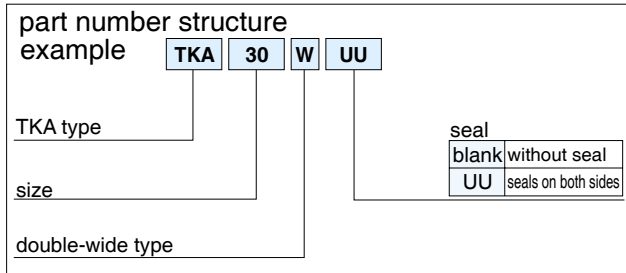 part number structure
example TKA 30 W UU
TKA type
seal
blank without seal
UU seals on both sides
size
double-wide type